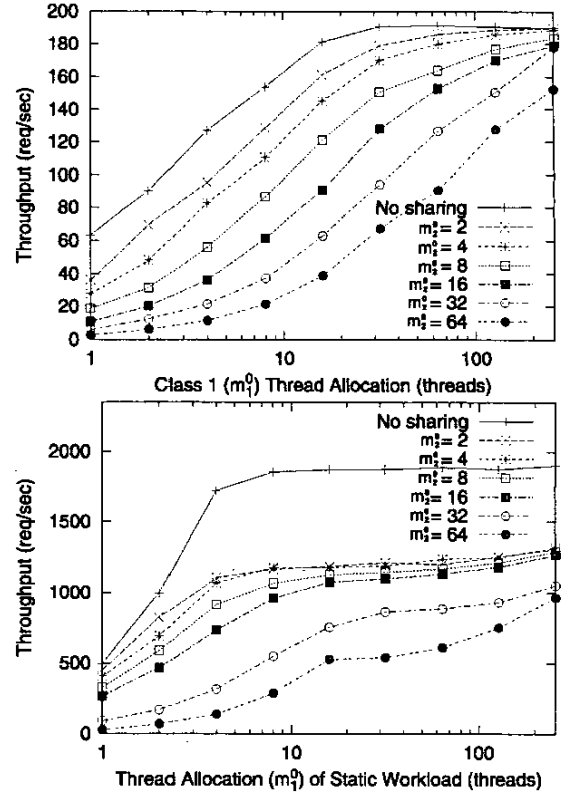 200
180
160
140
120
100
80
60
40
20
0
Throughput (req/sec)
No sharing
m₂⁰ = 2
m₂⁰ = 4
m₂⁰ = 8
m₂⁰ = 16
m₂⁰ = 32
m₂⁰ = 64
1 10 100
Class 1 (m₁⁰) Thread Allocation (threads)
2000
1500
1000
500
0
Throughput (req/sec)
No sharing
m₂⁰ = 2
m₂⁰ = 4
m₂⁰ = 8
m₂⁰ = 16
m₂⁰ = 32
m₂⁰ = 64
1 10 100
Thread Allocation (m₁⁰) of Static Workload (threads)